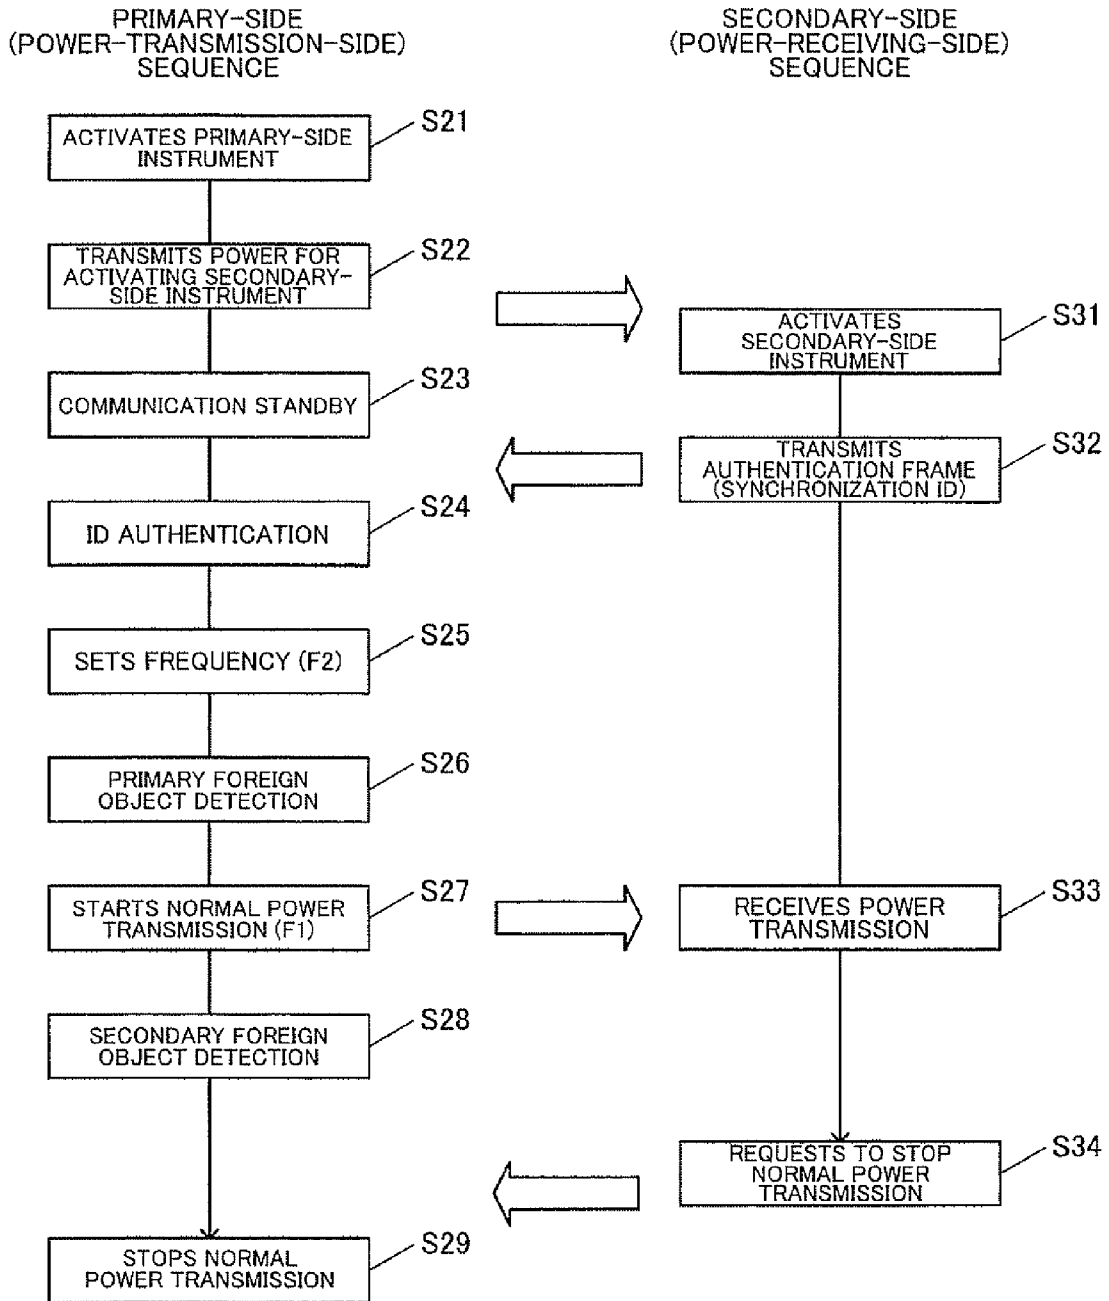 PRIMARY-SIDE
(POWER-TRANSMISSION-SIDE)
SEQUENCE
SECONDARY-SIDE
(POWER-RECEIVING-SIDE)
SEQUENCE
S21
ACTIVATES PRIMARY-SIDE
INSTRUMENT
S22
TRANSMITS POWER FOR
ACTIVATING SECONDARY-
SIDE INSTRUMENT
S31
ACTIVATES
SECONDARY-SIDE
INSTRUMENT
S23
COMMUNICATION STANDBY
S32
TRANSMITS
AUTHENTICATION FRAME
(SYNCHRONIZATION ID)
S24
ID AUTHENTICATION
S25
SETS FREQUENCY (F2)
S26
PRIMARY FOREIGN
OBJECT DETECTION
S27
STARTS NORMAL POWER
TRANSMISSION (F1)
S33
RECEIVES POWER
TRANSMISSION
S28
SECONDARY FOREIGN
OBJECT DETECTION
S34
REQUESTS TO STOP
NORMAL POWER
TRANSMISSION
S29
STOPS NORMAL
POWER TRANSMISSION